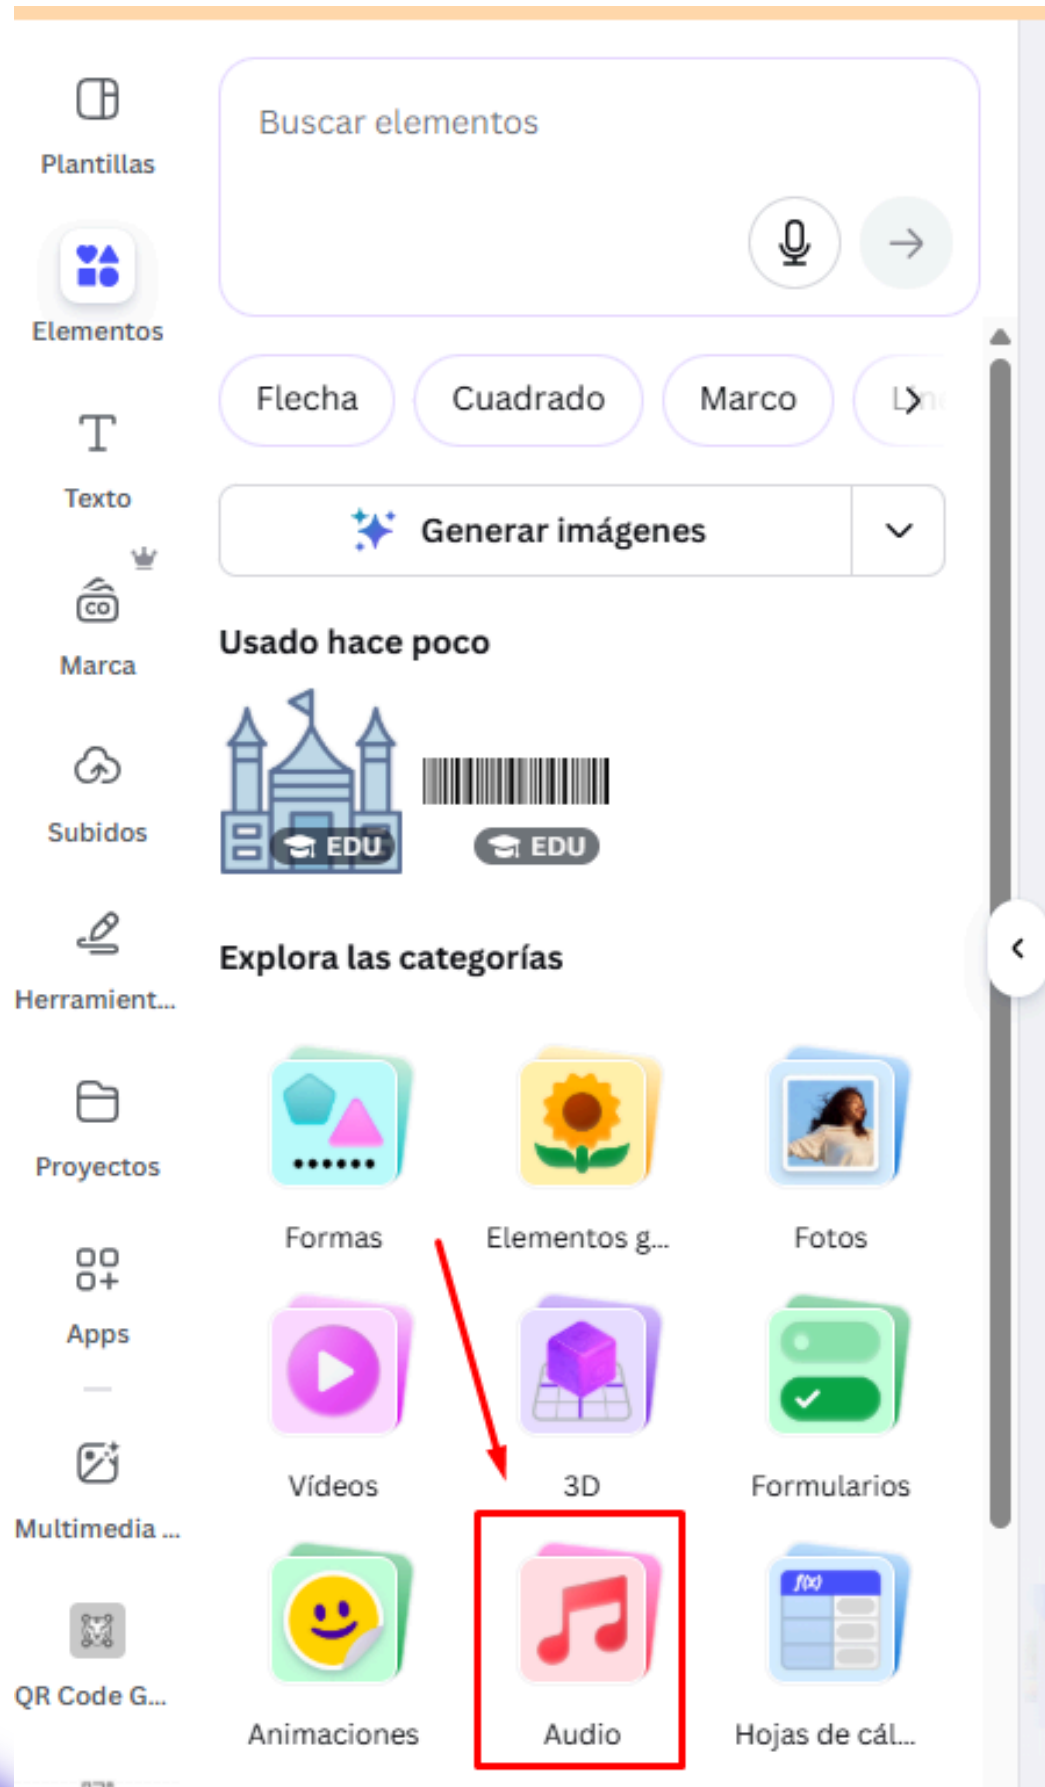 Buscar elementos
Plantillas
Elementos
Flecha
Cuadrado
Marco
Texto
Generar imágenes
CO
Marca
Usado hace poco
Subidos
EDU
EDU
Explora las categorías
Herramient...
Proyectos
Formas
Elementos g...
Fotos
Apps
Vídeos
3D
Formularios
Multimedia ...
f(x)
QR Code G...
Animaciones
Audio
Hojas de cál...